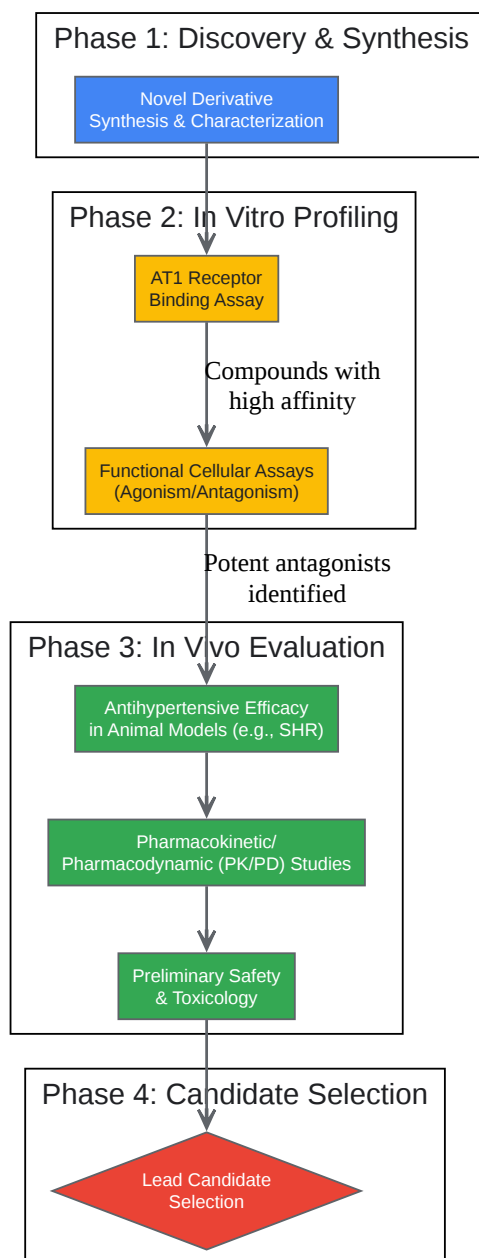 Phase 1: Discovery & Synthesis
Novel Derivative
Synthesis & Characterization
Phase 2: In Vitro Profiling
AT1 Receptor
Binding Assay
Compounds with
high affinity
Functional Cellular Assays
(Agonism/Antagonism)
Potent antagonists
identified
Phase 3: In Vivo Evaluation
Antihypertensive Efficacy
in Animal Models (e.g., SHR)
Pharmacokinetic/
Pharmacodynamic (PK/PD) Studies
Preliminary Safety
& Toxicology
Phase 4: Candidate Selection
Lead Candidate
Selection